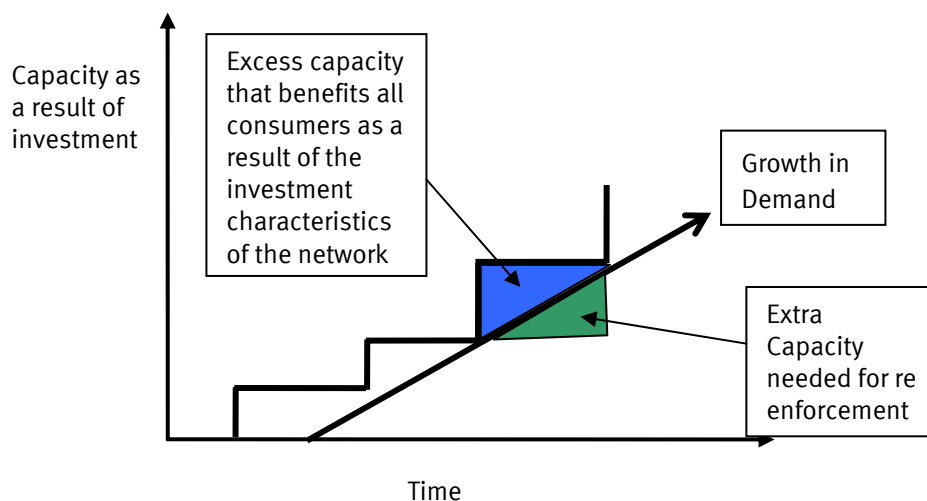 Capacity as
a result of
investment
Excess capacity
that benefits all
consumers as a
result of the
investment
characteristics
of the network
Growth in
Demand
Extra
Capacity
needed for re
enforcement
Time